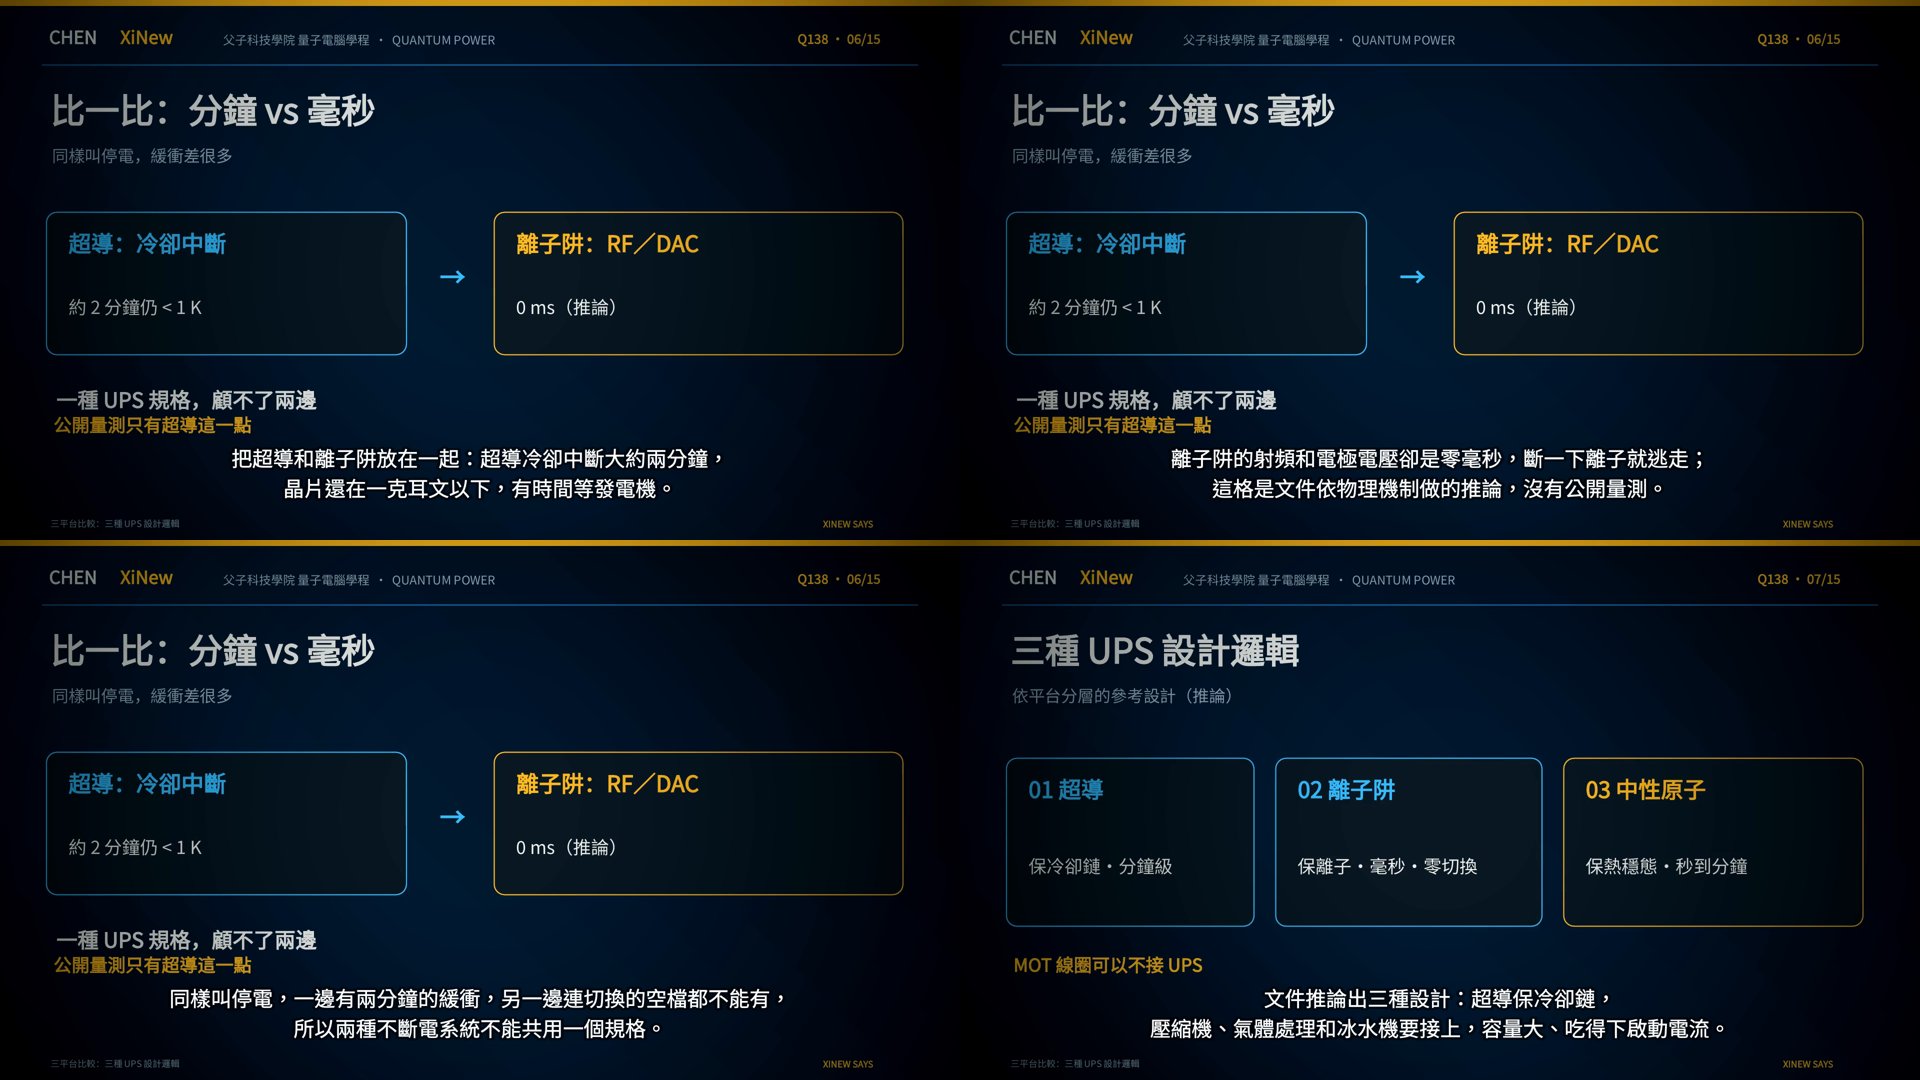 CHEN XiNew 父子科技學院 量子電腦學程 · QUANTUM POWER Q138 · 06/15
比一比：分鐘 vs 毫秒
同樣叫停電，緩衝差很多
超導：冷卻中斷
約 2 分鐘仍 < 1 K
→
離子阱：RF／DAC
0 ms（推論）
一種 UPS 規格，顧不了兩邊
公開量測只有超導這一點
把超導和離子阱放在一起：超導冷卻中斷大約兩分鐘，
晶片還在一克耳文以下，有時間等發電機。
三平台比較：三種 UPS 設計邏輯 XINEW SAYS
CHEN XiNew 父子科技學院 量子電腦學程 · QUANTUM POWER Q138 · 06/15
比一比：分鐘 vs 毫秒
同樣叫停電，緩衝差很多
超導：冷卻中斷
約 2 分鐘仍 < 1 K
→
離子阱：RF／DAC
0 ms（推論）
一種 UPS 規格，顧不了兩邊
公開量測只有超導這一點
離子阱的射頻和電極電壓卻是零毫秒，斷一下離子就逃走；
這格是文件依物理機制做的推論，沒有公開量測。
三平台比較：三種 UPS 設計邏輯 XINEW SAYS
CHEN XiNew 父子科技學院 量子電腦學程 · QUANTUM POWER Q138 · 06/15
比一比：分鐘 vs 毫秒
同樣叫停電，緩衝差很多
超導：冷卻中斷
約 2 分鐘仍 < 1 K
→
離子阱：RF／DAC
0 ms（推論）
一種 UPS 規格，顧不了兩邊
公開量測只有超導這一點
同樣叫停電，一邊有兩分鐘的緩衝，另一邊連切換的空檔都不能有，
所以兩種不斷電系統不能共用一個規格。
三平台比較：三種 UPS 設計邏輯 XINEW SAYS
CHEN XiNew 父子科技學院 量子電腦學程 · QUANTUM POWER Q138 · 07/15
三種 UPS 設計邏輯
依平台分層的參考設計（推論）
01 超導
保冷卻鏈・分鐘級
02 離子阱
保離子・毫秒・零切換
03 中性原子
保熱穩態・秒到分鐘
MOT 線圈可以不接 UPS
文件推論出三種設計：超導保冷卻鏈，
壓縮機、氣體處理和冰水機要接上，容量大、吃得下啟動電流。
三平台比較：三種 UPS 設計邏輯 XINEW SAYS